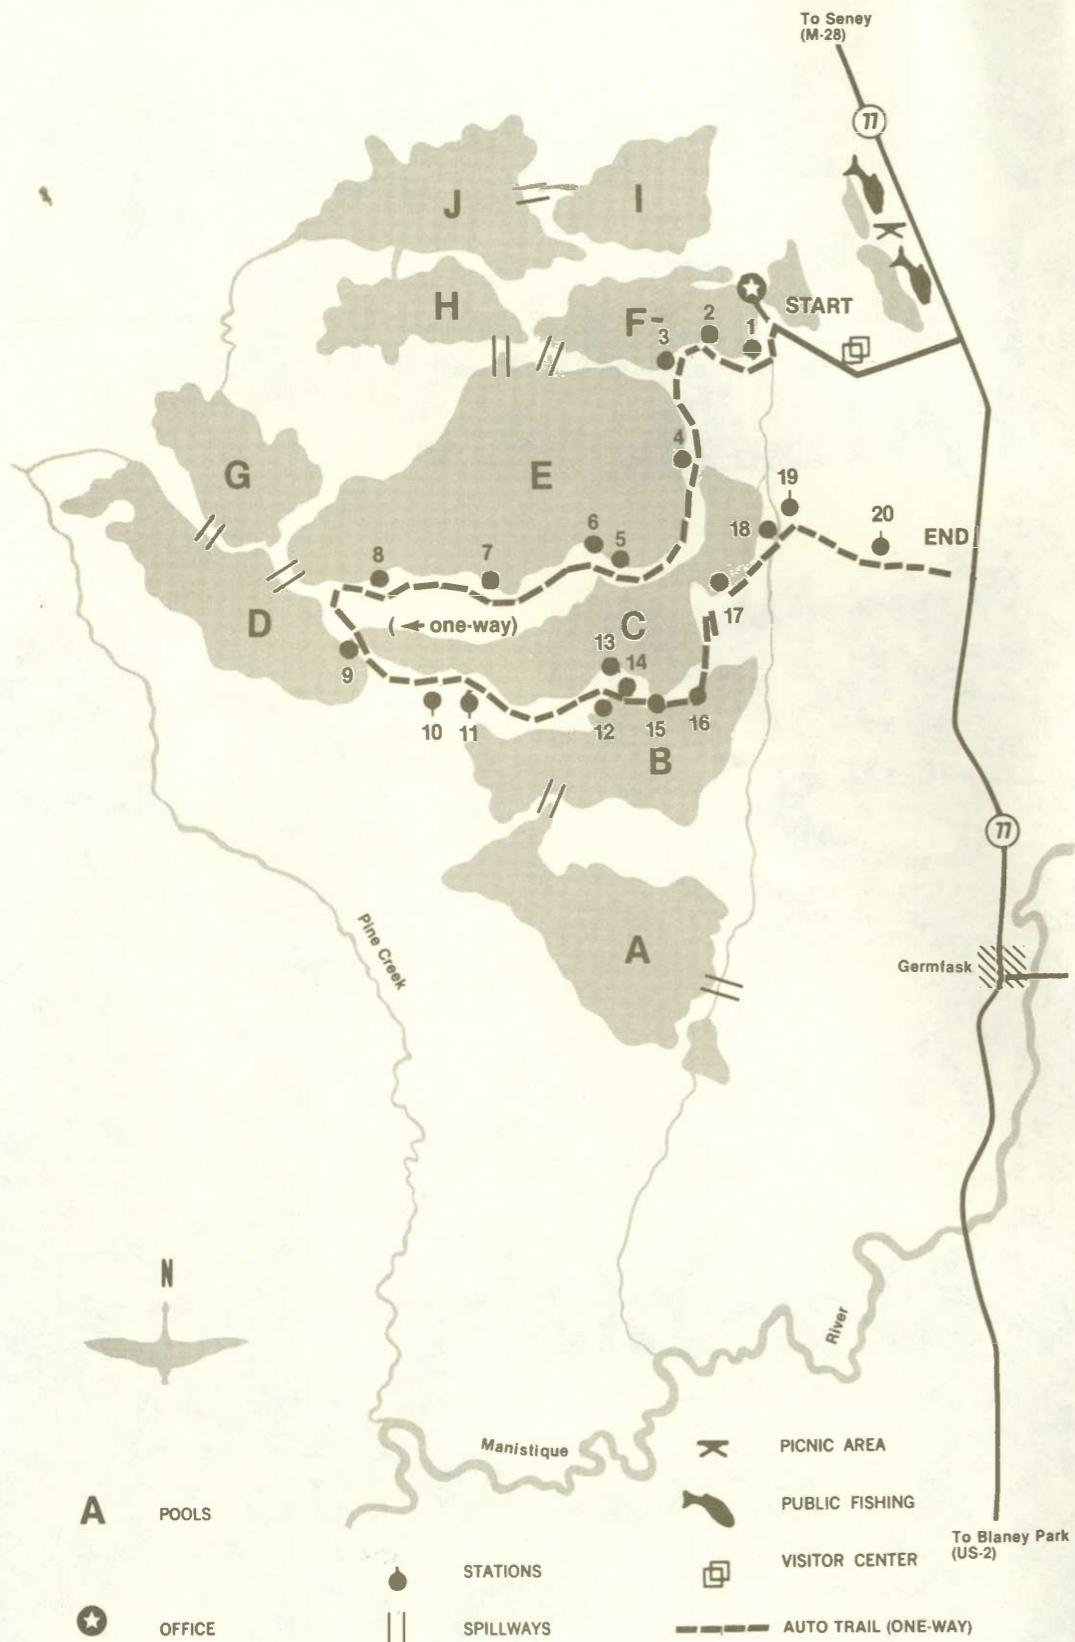 To Seney
(M-28)
77
J
I
H
F
START
2
1
3
4
G
E
19
18
20
END
6
5
8
7
D
(← one-way)
C
17
13
14
9
10
11
12
15
16
B
77
A
Pine Creek
Germfask
N
River
Manistique
To Blaney Park
(US-2)
A POOLS
OFFICE
STATIONS
SPILLWAYS
PICNIC AREA
PUBLIC FISHING
VISITOR CENTER
AUTO TRAIL (ONE-WAY)